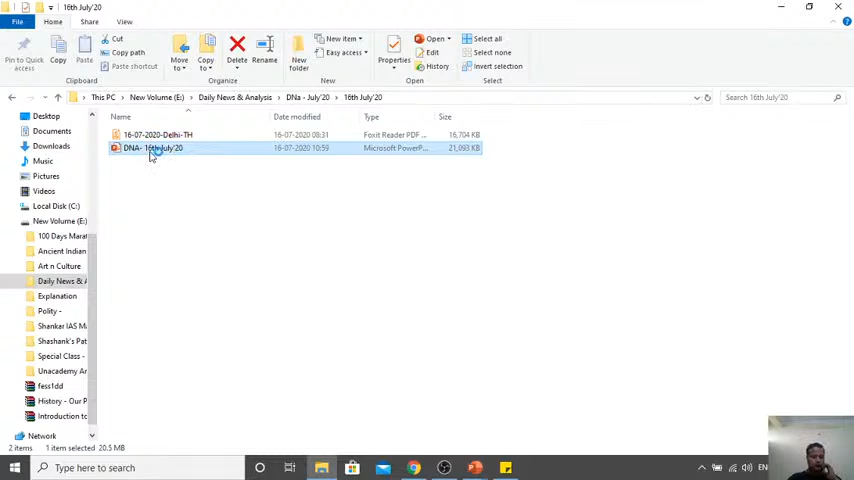 16th July'20
File Home Share View
Pin to Quick access
Copy
Paste
Cut
Copy path
Paste shortcut
Move to
Copy to
Delete
Rename
New folder
New item
Easy access
Properties
Open
Edit
History
Select all
Select none
Invert selection
Clipboard Organize New Open Select
This PC New Volume (E:) Daily News & Analysis DNa - July'20 16th July'20
Search 16th July'20
Name Date modified Type Size
16-07-2020-Delhi-TH 16-07-2020 08:31 Foxit Reader PDF ... 16,704 KB
DNA- 16th July'20 16-07-2020 10:59 Microsoft PowerP... 21,093 KB
Desktop
Documents
Downloads
Music
Pictures
Videos
Local Disk (C:)
New Volume (E:)
100 Days Marat
Ancient Indian
Art n Culture
Daily News & A
Explanation
Polity -
Shankar IAS Ma
Shashank's Pat
Special Class -
Unacademy An
fess1dd
History - Our P
Introduction to
Network
2 items 1 item selected 20.5 MB
Type here to search
EN